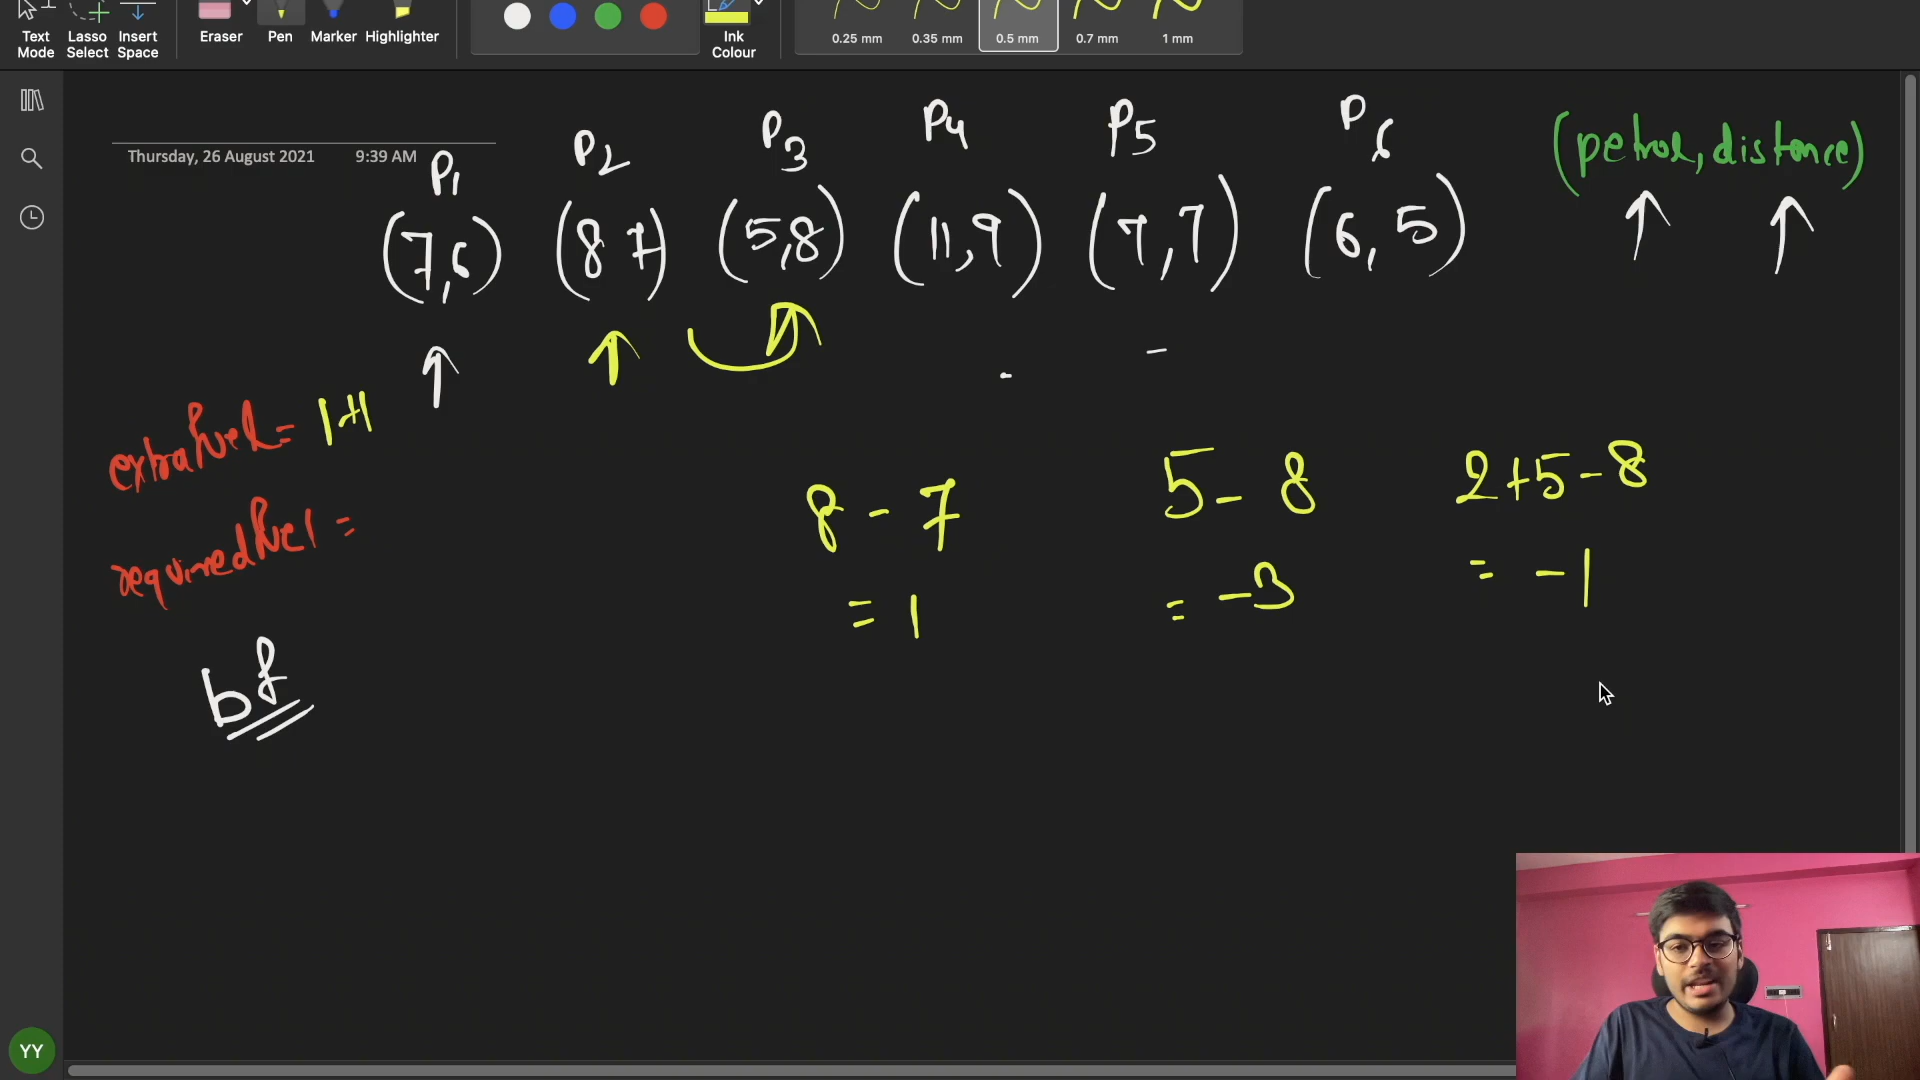 Text Mode
Lasso Select
Insert Space
Eraser
Pen
Marker
Highlighter
Ink Colour
0.25 mm
0.35 mm
0.5 mm
0.7 mm
1 mm
Thursday, 26 August 2021 9:39 AM
P1 P2 P3 P4 P5 P6
(petrol, distance)
(7,6) (8 7) (5,8) (11,9) (7,7) (6,5)
extrafuel = 1+1
requiredfuel =
8 - 7
= 1
5 - 8
= -3
2+5-8
= -1
bf
YY